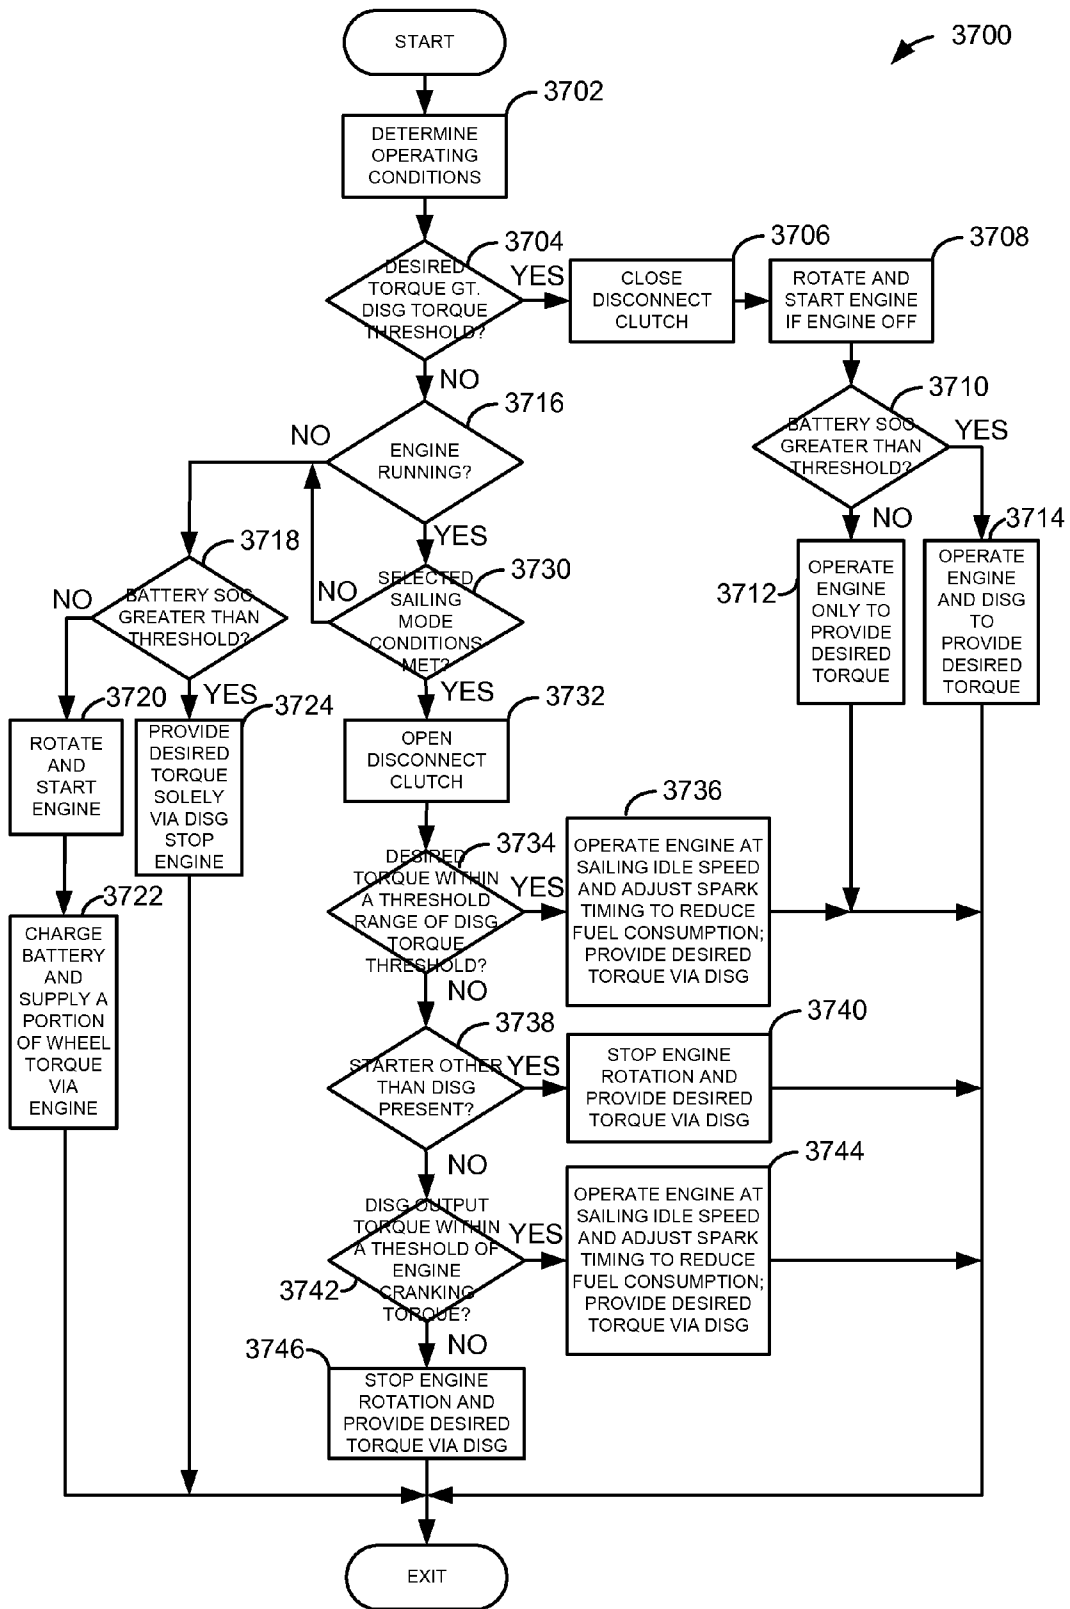 START
3700
3702
DETERMINE
OPERATING
CONDITIONS
3704
DESIRED
TORQUE GT.
DISG TORQUE
THRESHOLD?
YES
NO
3706
CLOSE
DISCONNECT
CLUTCH
3708
ROTATE AND
START ENGINE
IF ENGINE OFF
3710
BATTERY SOC
GREATER THAN
THRESHOLD?
YES
NO
3712
OPERATE
ENGINE
ONLY TO
PROVIDE
DESIRED
TORQUE
3714
OPERATE
ENGINE
AND DISG
TO
PROVIDE
DESIRED
TORQUE
3716
ENGINE
RUNNING?
NO
YES
3718
BATTERY SOC
GREATER THAN
THRESHOLD?
NO
YES
3720
ROTATE
AND
START
ENGINE
3722
CHARGE
BATTERY
AND
SUPPLY A
PORTION
OF WHEEL
TORQUE
VIA
ENGINE
3724
PROVIDE
DESIRED
TORQUE
SOLELY
VIA DISG
STOP
ENGINE
3730
SELECTED
SAILING
MODE
CONDITIONS
MET?
NO
YES
3732
OPEN
DISCONNECT
CLUTCH
3734
DESIRED
TORQUE WITHIN
A THRESHOLD
RANGE OF DISG
TORQUE
THRESHOLD?
YES
NO
3736
OPERATE ENGINE AT
SAILING IDLE SPEED
AND ADJUST SPARK
TIMING TO REDUCE
FUEL CONSUMPTION;
PROVIDE DESIRED
TORQUE VIA DISG
3738
STARTER OTHER
THAN DISG
PRESENT?
YES
NO
3740
STOP ENGINE
ROTATION AND
PROVIDE DESIRED
TORQUE VIA DISG
3742
DISG OUTPUT
TORQUE WITHIN
A THESHOLD OF
ENGINE
CRANKING
TORQUE?
YES
NO
3744
OPERATE ENGINE AT
SAILING IDLE SPEED
AND ADJUST SPARK
TIMING TO REDUCE
FUEL CONSUMPTION;
PROVIDE DESIRED
TORQUE VIA DISG
3746
STOP ENGINE
ROTATION AND
PROVIDE DESIRED
TORQUE VIA DISG
EXIT